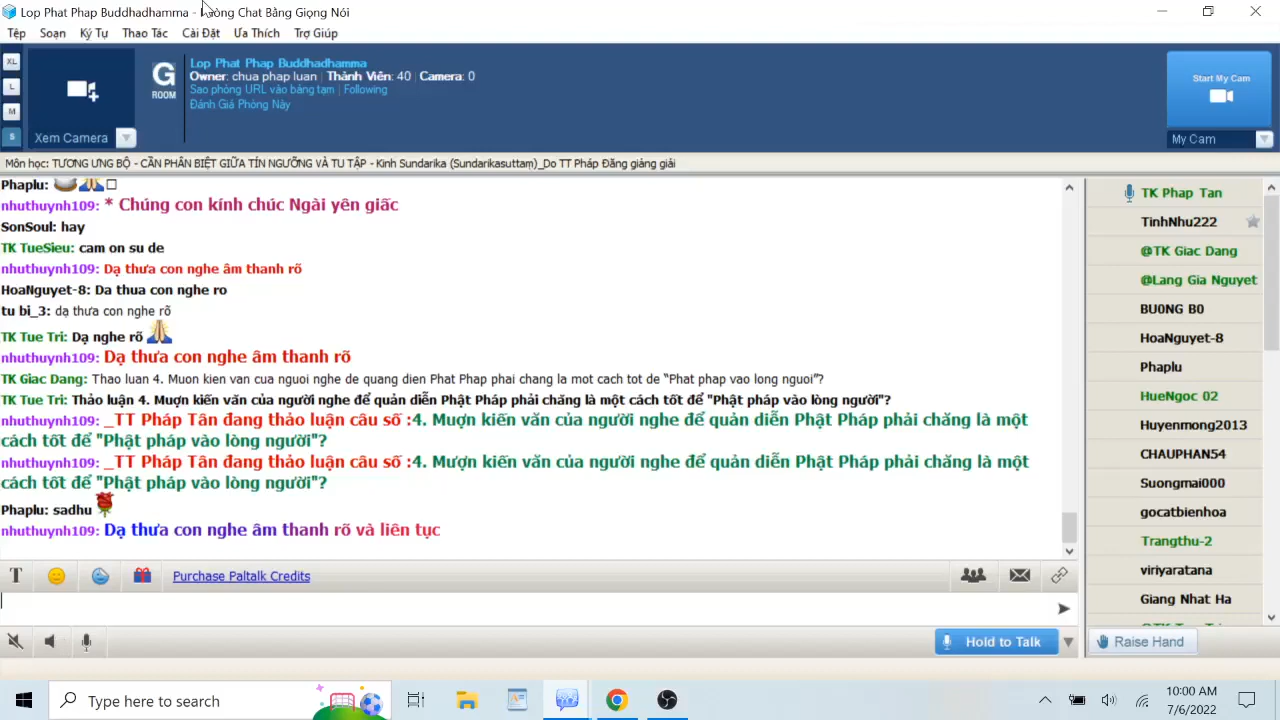 Lop Phat Phap Buddhadhamma - Phòng Chat Bằng Giọng Nói
Tệp Soạn Ký Tự Thao Tác Cài Đặt Ưa Thích Trợ Giúp
XL
L
M
S
Xem Camera
G
ROOM
Lop Phat Phap Buddhadhamma
Owner: chua phap luan | Thành Viên: 40 | Camera: 0
Sao phòng URL vào bảng tạm | Following
Đánh Giá Phòng Này
Start My Cam
My Cam
Môn học: TƯƠNG ƯNG BỘ - CẦN PHÂN BIỆT GIỮA TÍN NGƯỠNG VÀ TU TẬP - Kinh Sundarika (Sundarikasuttaṃ)_Do TT Pháp Đăng giảng giải
Phaplu:
nhuthuynh109: * Chúng con kính chúc Ngài yên giấc
SonSoul: hay
TK TueSieu: cam on su de
nhuthuynh109: Dạ thưa con nghe âm thanh rõ
HoaNguyet-8: Da thua con nghe ro
tu bi_3: dạ thưa con nghe rõ
TK Tue Tri: Dạ nghe rõ
nhuthuynh109: Dạ thưa con nghe âm thanh rõ
TK Giac Dang: Thao luan 4. Muon kien van cua nguoi nghe de quang dien Phat Phap phai chang la mot cach tot de “Phat phap vao long nguoi”?
TK Tue Tri: Thảo luận 4. Mượn kiến văn của người nghe để quản diễn Phật Pháp phải chăng là một cách tốt để "Phật pháp vào lòng người"?
nhuthuynh109: _TT Pháp Tân đang thảo luận câu số :4. Mượn kiến văn của người nghe để quản diễn Phật Pháp phải chăng là một
cách tốt để "Phật pháp vào lòng người"?
nhuthuynh109: _TT Pháp Tân đang thảo luận câu số :4. Mượn kiến văn của người nghe để quản diễn Phật Pháp phải chăng là một
cách tốt để "Phật pháp vào lòng người"?
Phaplu: sadhu
nhuthuynh109: Dạ thưa con nghe âm thanh rõ và liên tục
TK Phap Tan
TinhNhu222
@TK Giac Dang
@Lang Gia Nguyet
BU0NG B0
HoaNguyet-8
Phaplu
HueNgoc 02
Huyenmong2013
CHAUPHAN54
Suongmai000
gocatbienhoa
Trangthu-2
viriyaratana
Giang Nhat Ha
T Purchase Paltalk Credits
Hold to Talk
Raise Hand
Type here to search
10:00 AM
7/6/2022